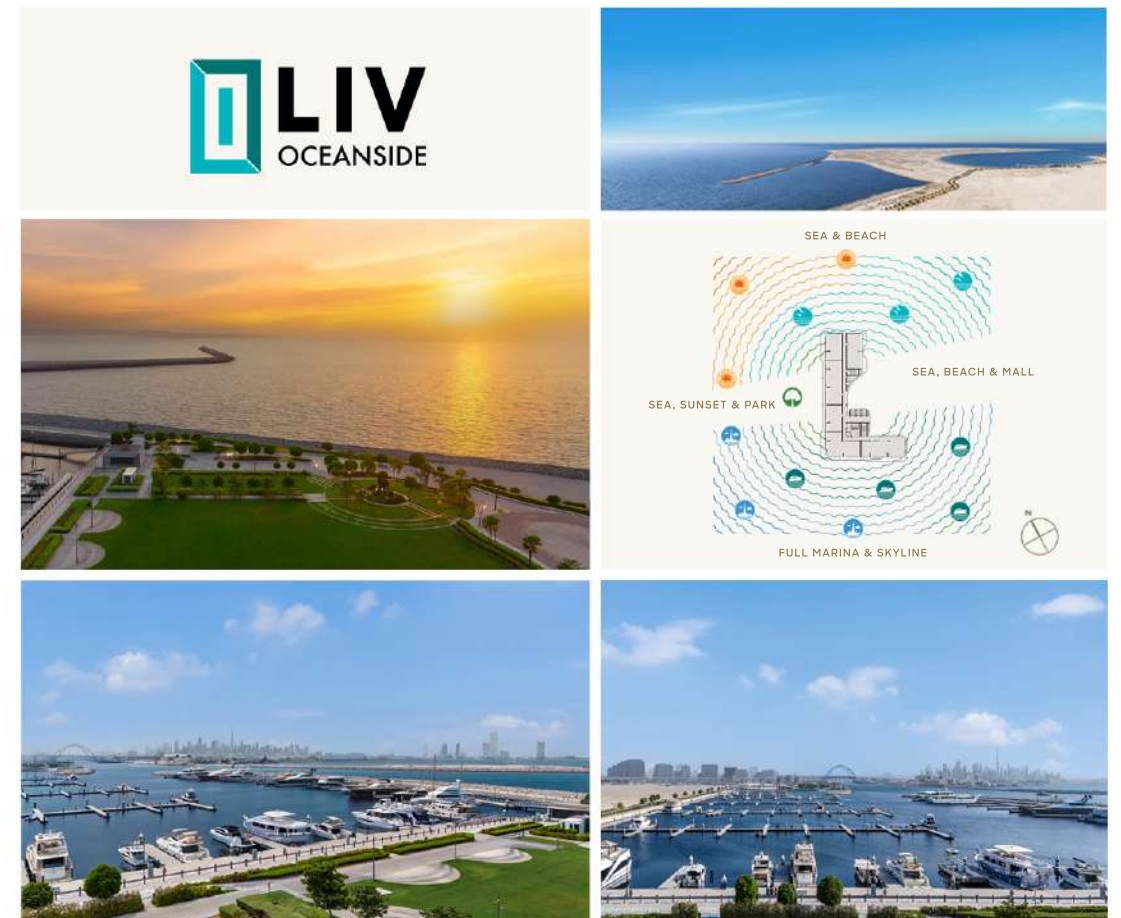 LIV
OCEANSIDE
SEA & BEACH
SEA, BEACH & MALL
SEA, SUNSET & PARK
FULL MARINA & SKYLINE
N